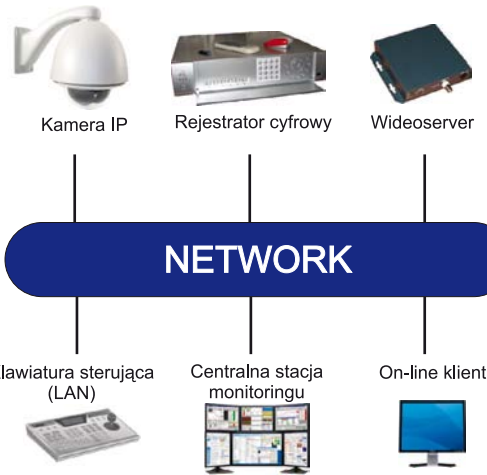 Kamera IP
Rejestrator cyfrowy
Wideoserver
NETWORK
lawiatura sterująca
(LAN)
Centralna stacja
monitoringu
On-line klient